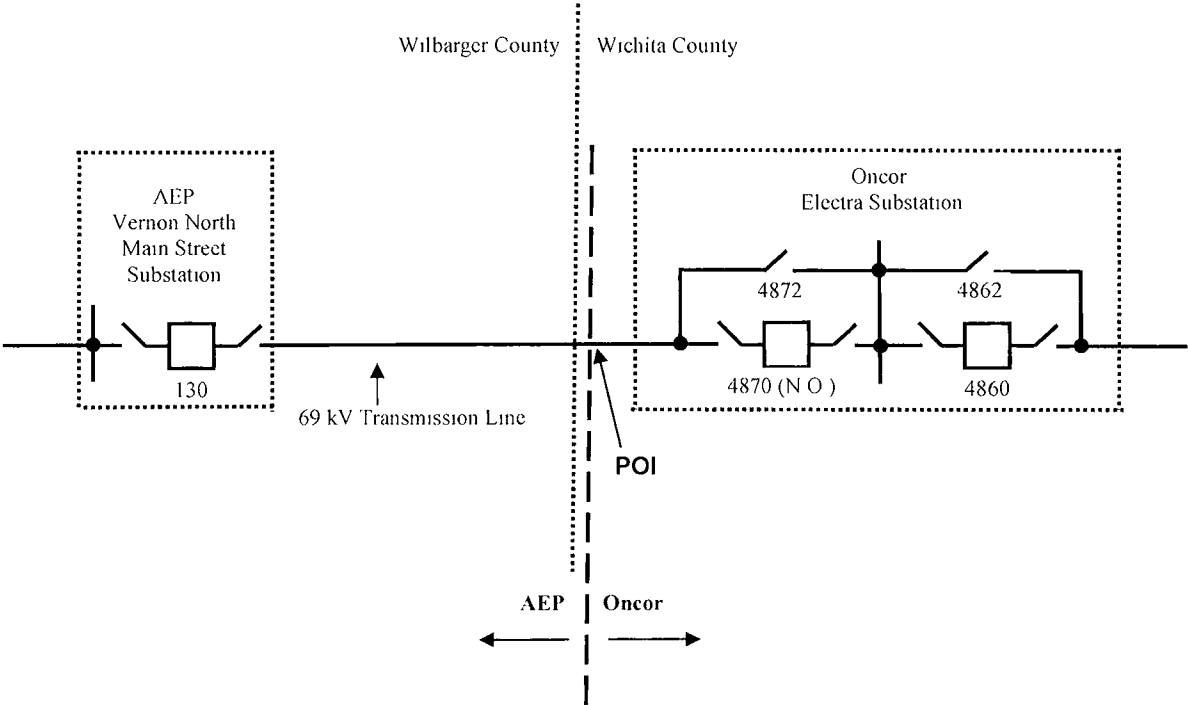 Wilbarger County
Wichita County
AEP
Vernon North
Main Street
Substation
130
69 kV Transmission Line
Oncor
Electra Substation
4872
4862
4870 (N O )
4860
POI
AEP
Oncor